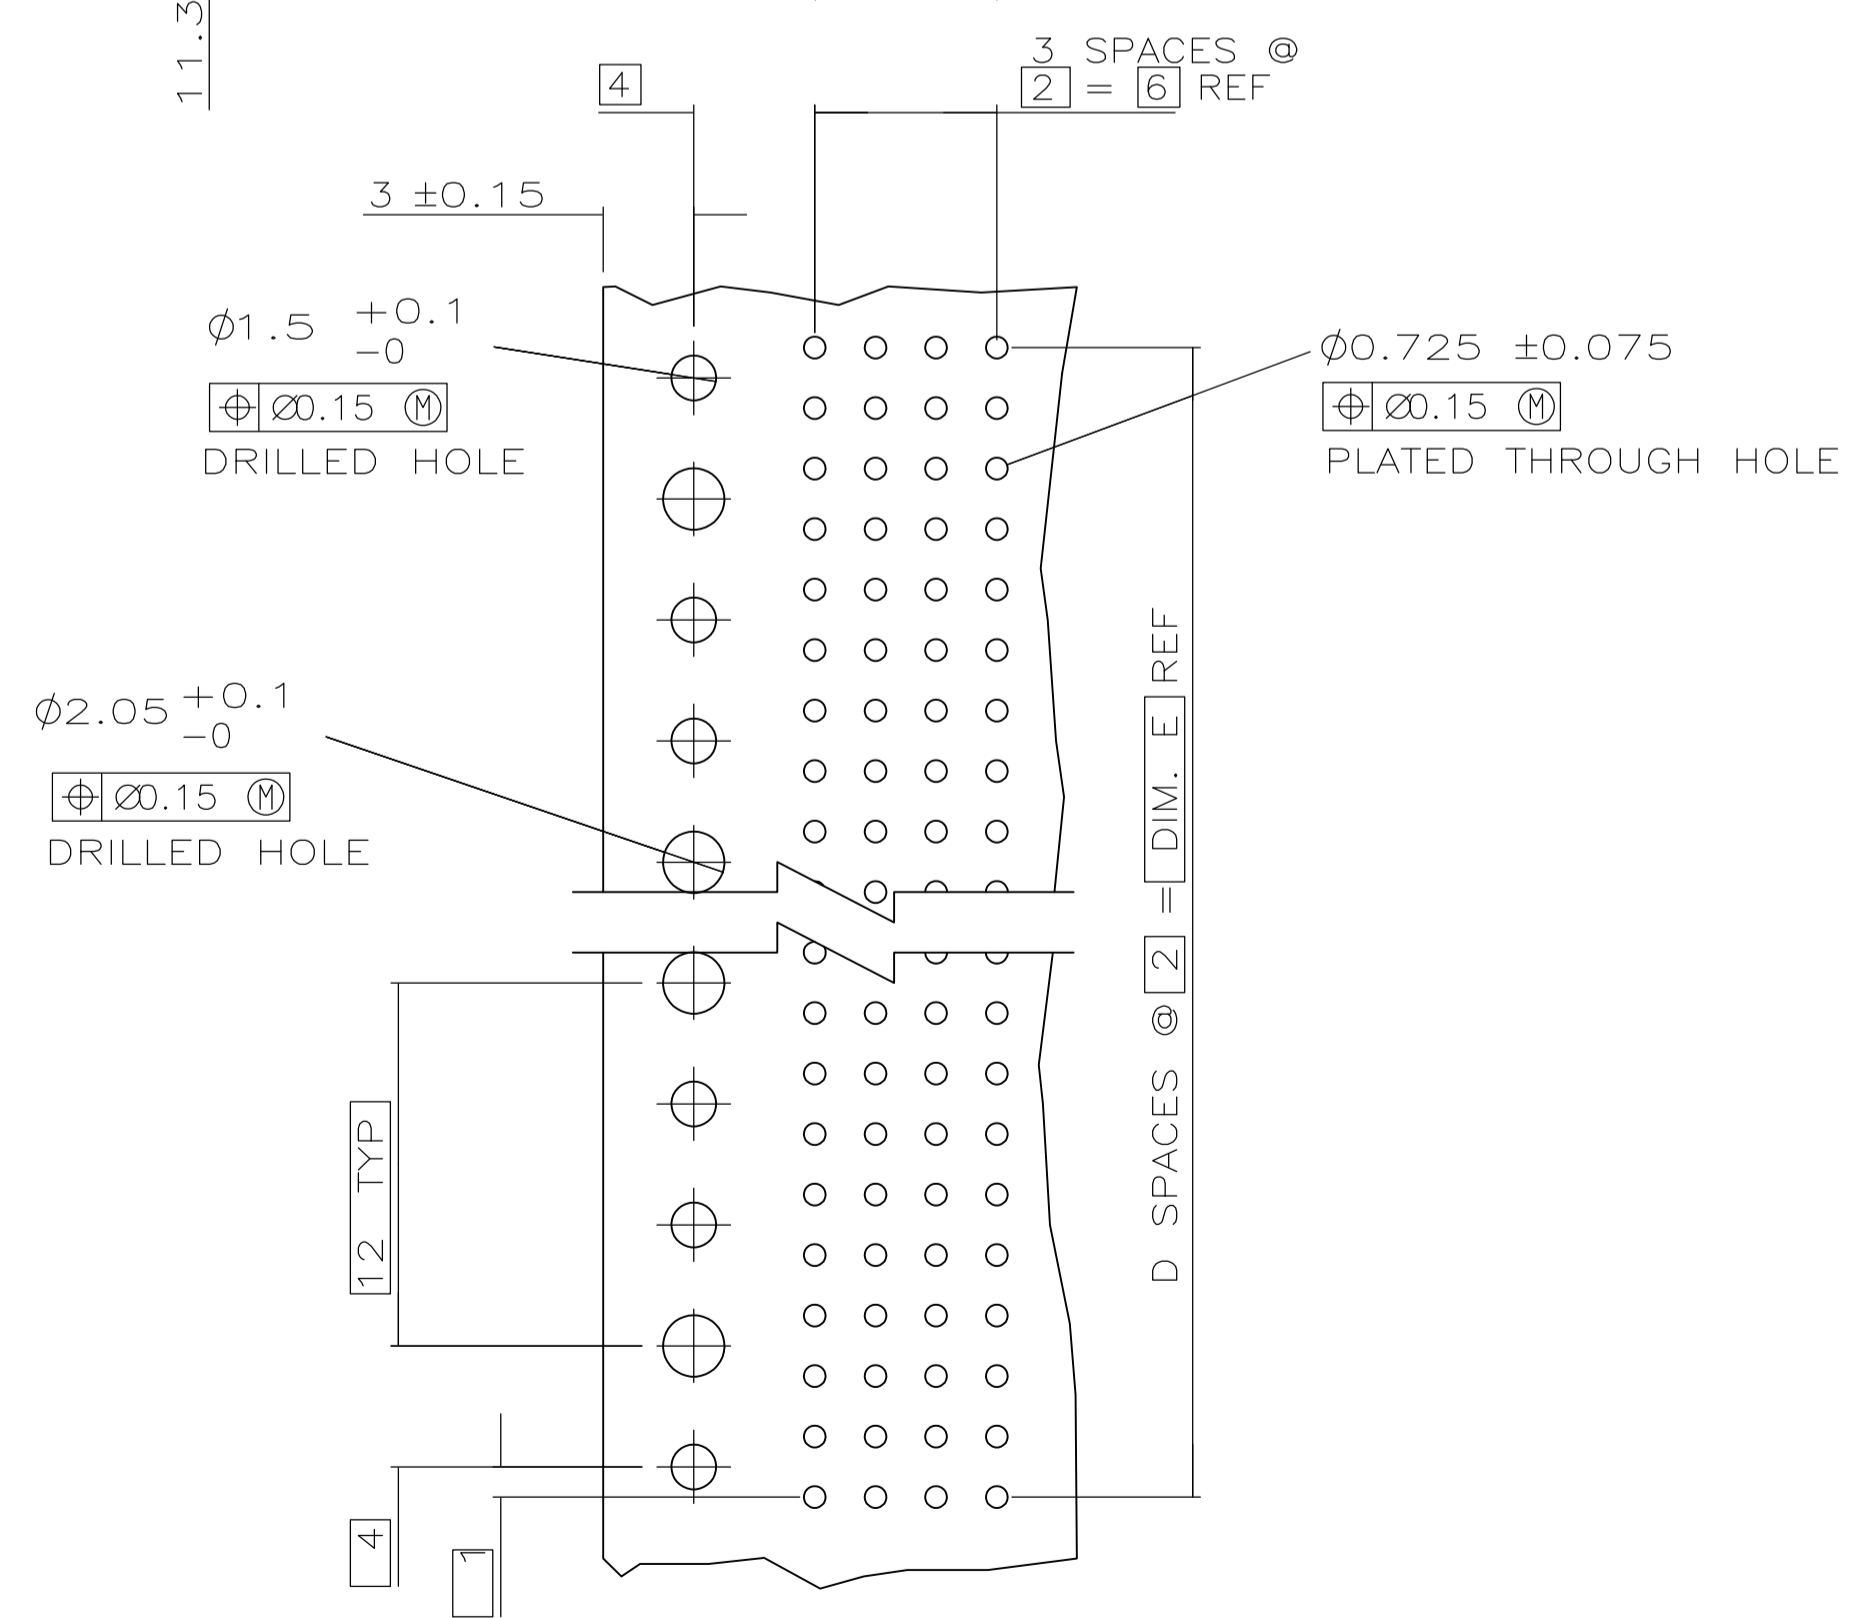 11.3
3 SPACES @
2 = 6 REF
4
3 ±0.15
Ø1.5 +0.1
-0
⌖ Ø0.15 Ⓜ
DRILLED HOLE
Ø0.725 ±0.075
⌖ Ø0.15 Ⓜ
PLATED THROUGH HOLE
Ø2.05 +0.1
-0
⌖ Ø0.15 Ⓜ
DRILLED HOLE
D SPACES @ 2 = DIM. E REF
12 TYP
4
1